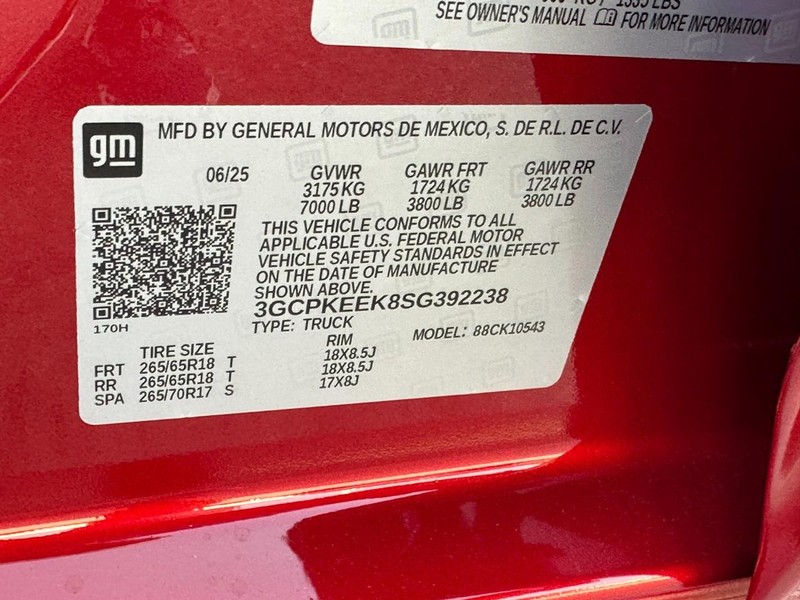 1335 LBS
SEE OWNER'S MANUAL FOR MORE INFORMATION
gm
MFD BY GENERAL MOTORS DE MEXICO, S. DE R.L. DE C.V.
06/25 GVWR GAWR FRT GAWR RR
3175 KG 1724 KG 1724 KG
7000 LB 3800 LB 3800 LB
THIS VEHICLE CONFORMS TO ALL
APPLICABLE U.S. FEDERAL MOTOR
VEHICLE SAFETY STANDARDS IN EFFECT
ON THE DATE OF MANUFACTURE
SHOWN ABOVE.
3GCPKEEK8SG392238
170H
TYPE: TRUCK MODEL: 88CK10543
TIRE SIZE RIM
FRT 265/65R18 T 18X8.5J
RR 265/65R18 T 18X8.5J
SPA 265/70R17 S 17X8J